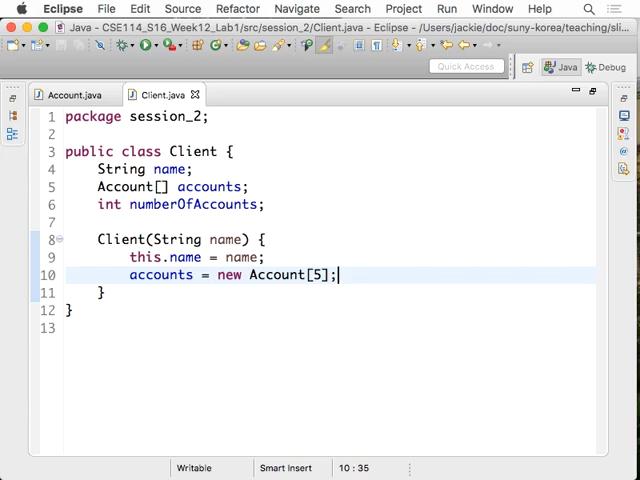 Eclipse File Edit Source Refactor Navigate Search Project Run Window Help
Java - CSE114_S16_Week12_Lab1/src/session_2/Client.java - Eclipse - /Users/jackie/doc/suny-korea/teaching/sli
Quick Access
Java
Debug
Account.java
Client.java
1 package session_2;
2
3 public class Client {
4 String name;
5 Account[] accounts;
6 int numberOfAccounts;
7
8 Client(String name) {
9 this.name = name;
10 accounts = new Account[5];
11 }
12 }
13
Writable Smart Insert 10 : 35